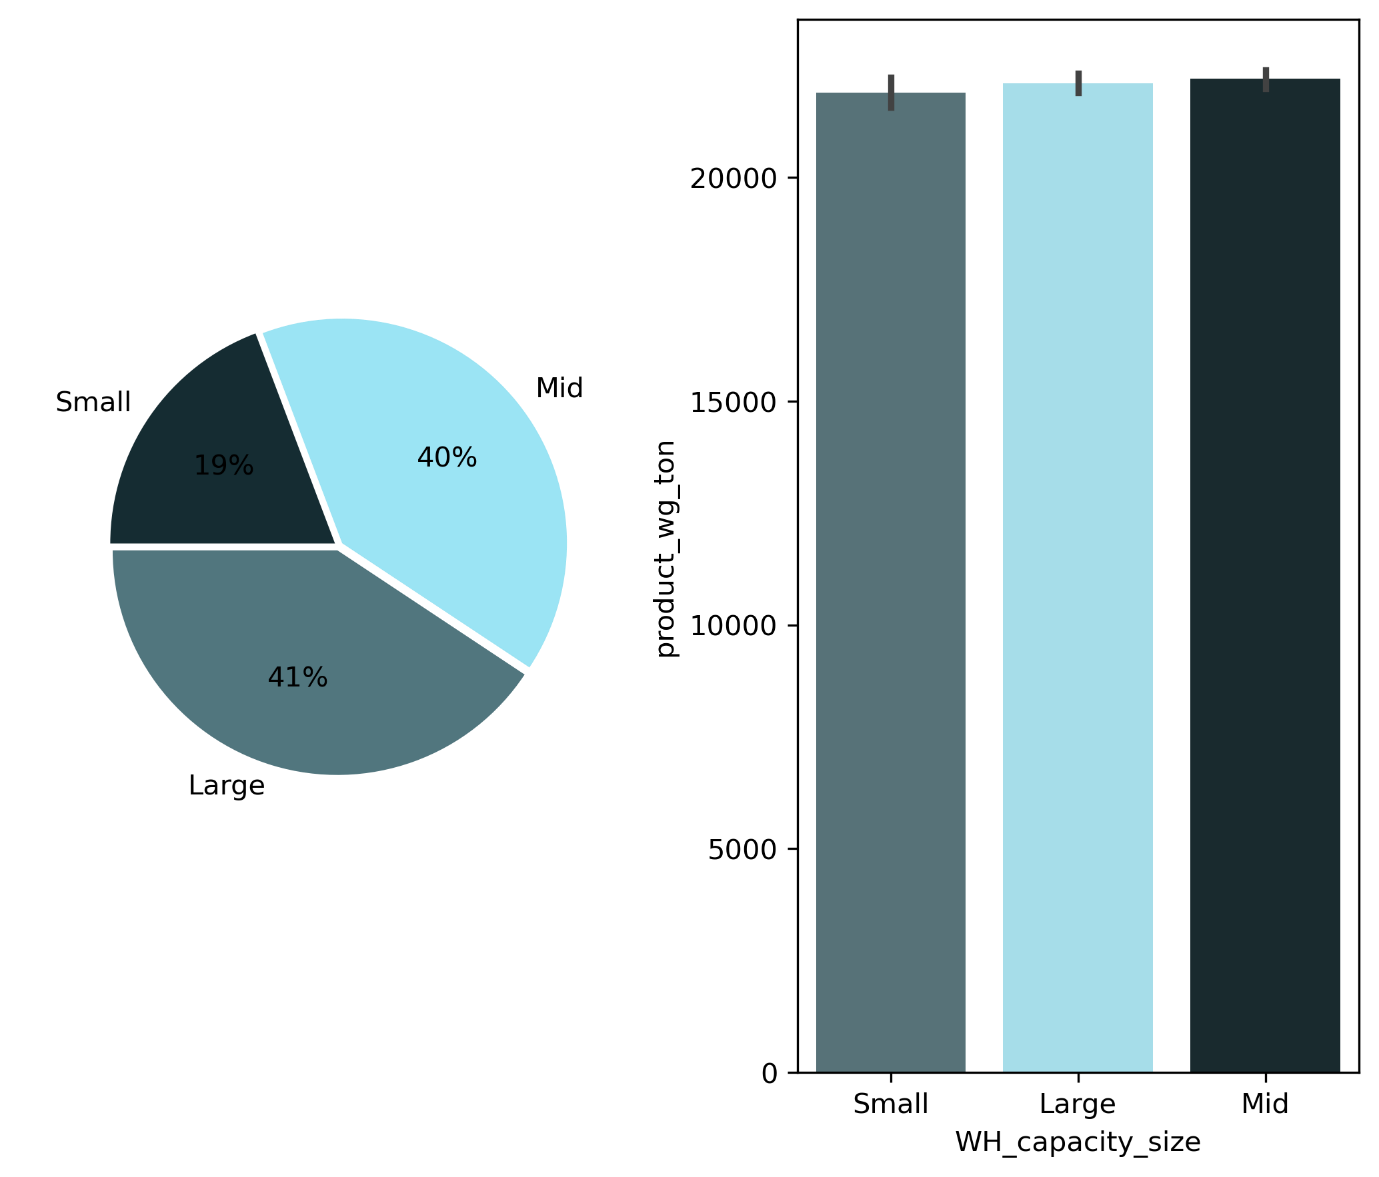 Small
Mid
19%
40%
41%
Large
product_wg_ton
20000
15000
10000
5000
0
Small
Large
Mid
WH_capacity_size